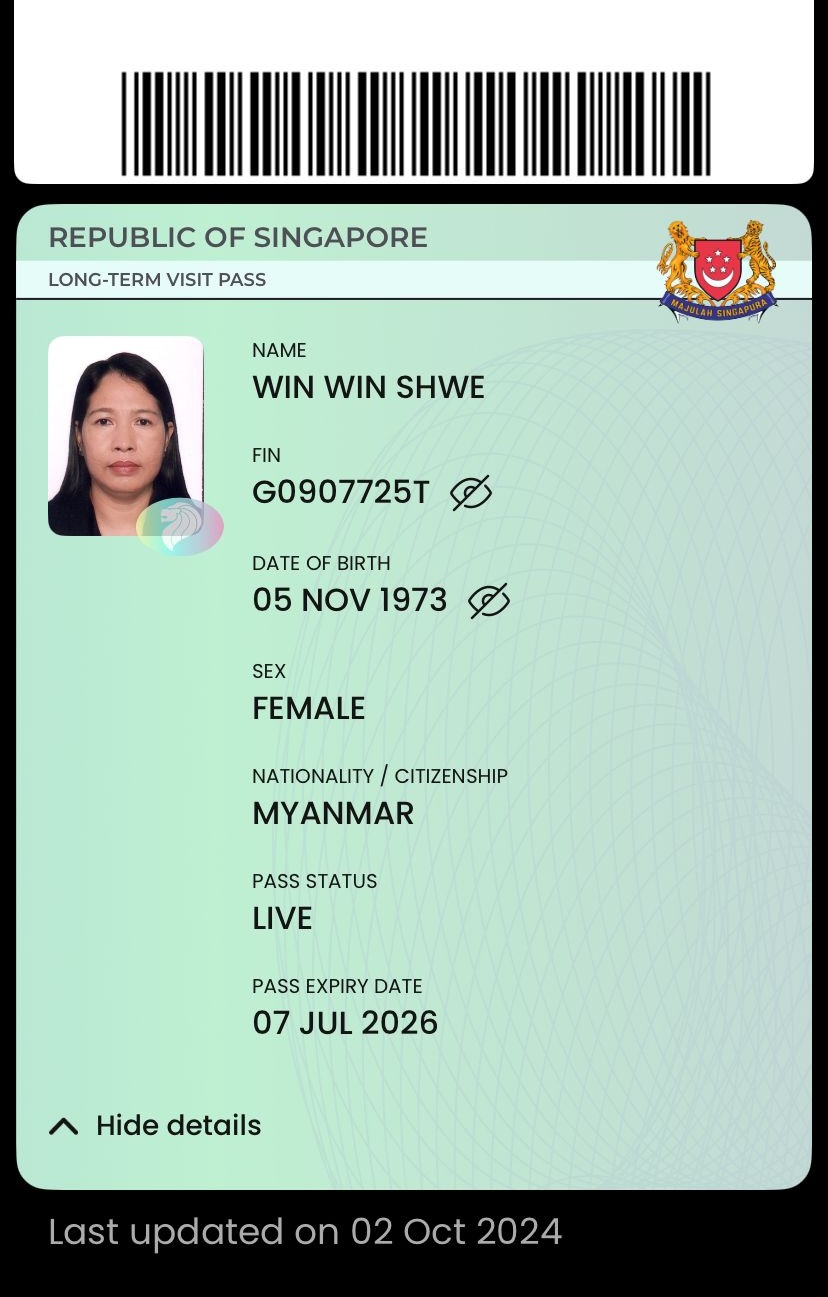 REPUBLIC OF SINGAPORE
LONG-TERM VISIT PASS
MAJULAH SINGAPURA
NAME
WIN WIN SHWE
FIN
G0907725T
DATE OF BIRTH
05 NOV 1973
SEX
FEMALE
NATIONALITY / CITIZENSHIP
MYANMAR
PASS STATUS
LIVE
PASS EXPIRY DATE
07 JUL 2026
Hide details
Last updated on 02 Oct 2024